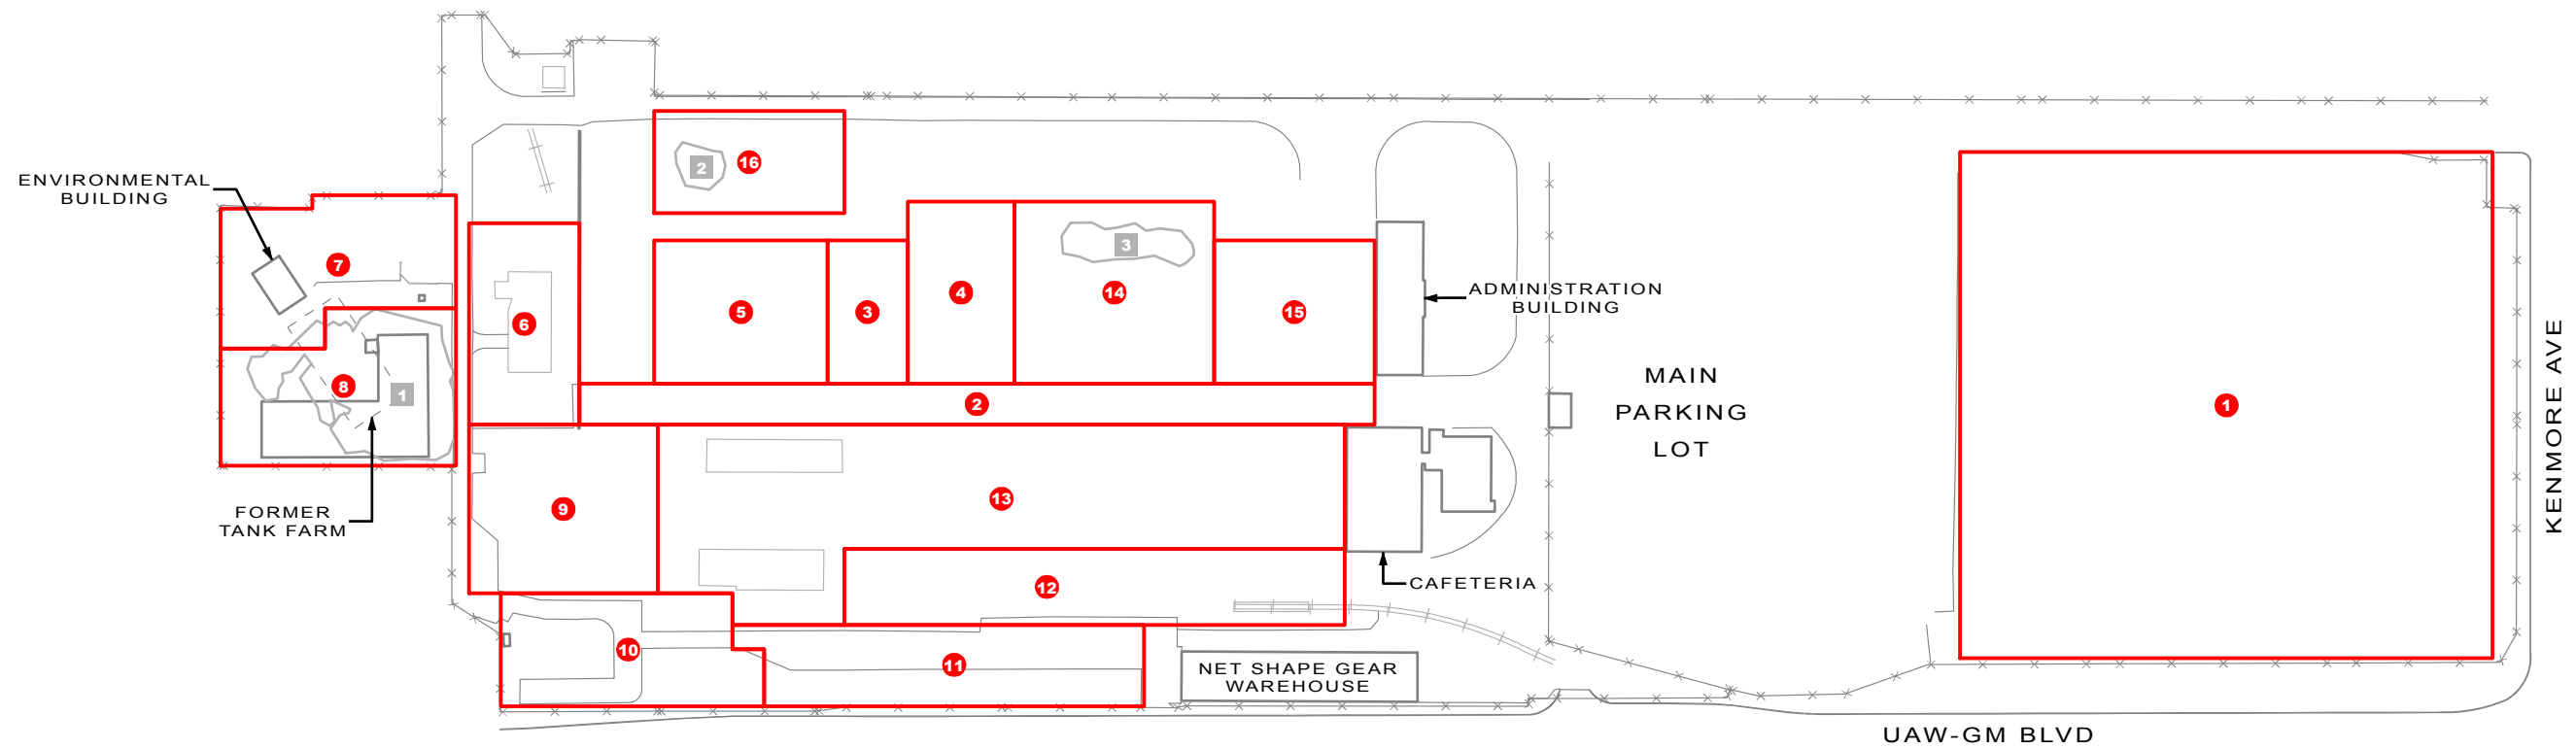 2
16
ENVIRONMENTAL
BUILDING
7
3
6
5
3
4
14
15
ADMINISTRATION
BUILDING
8
1
2
MAIN
PARKING
LOT
1
KENMORE AVE
FORMER
TANK FARM
9
13
12
CAFETERIA
10
11
NET SHAPE GEAR
WAREHOUSE
UAW-GM BLVD